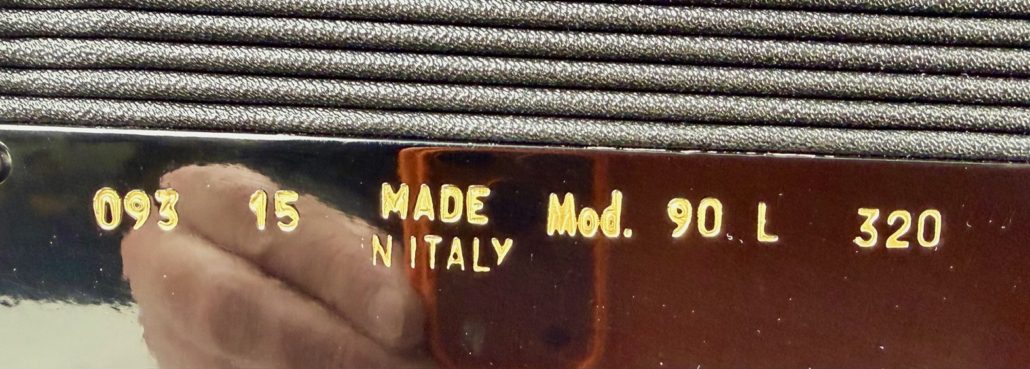 093 15 MADE Mod. 90 L 320
N ITALY